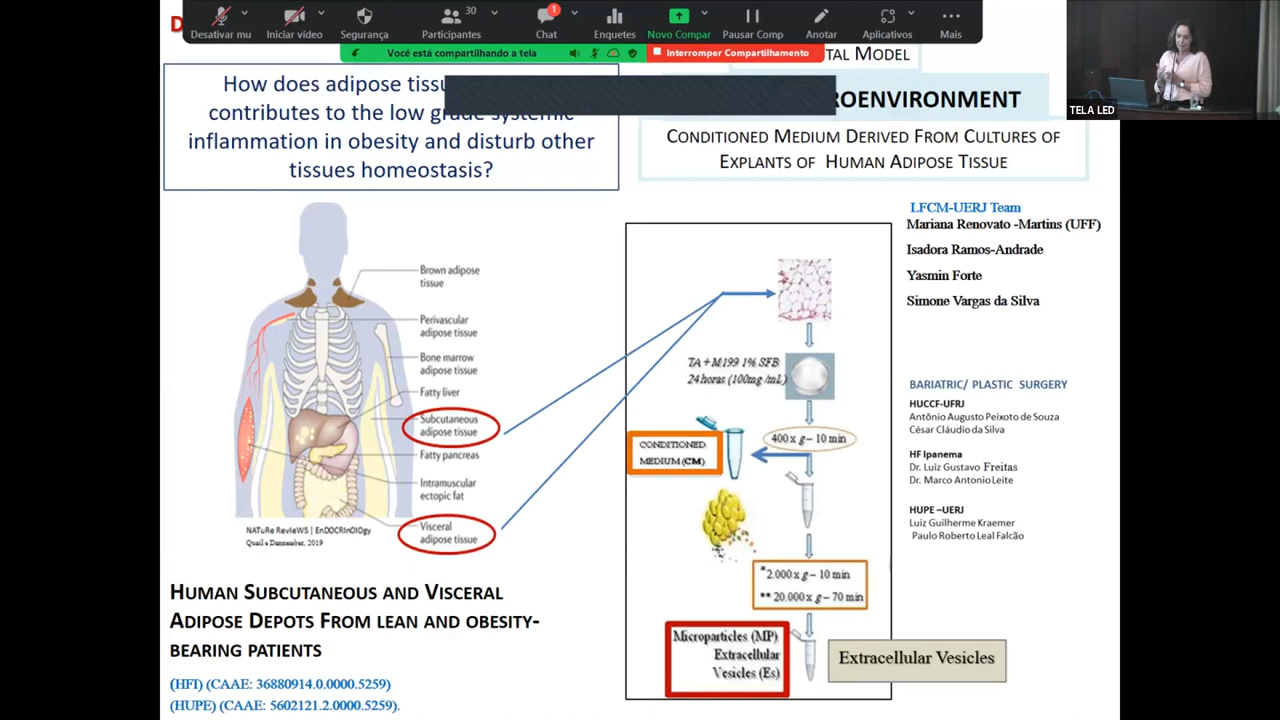 D
Desativar mu
Iniciar vídeo
Segurança
Participantes
30
Chat
1
Enquetes
Novo Compar
Pausar Comp
Anotar
Aplicativos
Mais
Você está compartilhando a tela
Interromper Compartilhamento
TELA LED
How does adipose tissu
contributes to the low grade systemic
inflammation in obesity and disturb other
tissues homeostasis?
TAL MODEL
ROENVIRONMENT
CONDITIONED MEDIUM DERIVED FROM CULTURES OF
EXPLANTS OF HUMAN ADIPOSE TISSUE
Brown adipose
tissue
Perivascular
adipose tissue
Bone marrow
adipose tissue
Fatty liver
Subcutaneous
adipose tissue
Fatty pancreas
Intramuscular
ectopic fat
Visceral
adipose tissue
NATuRe RevIeWS | EnDOCRInOlOgy
Quail e Dannember, 2019
HUMAN SUBCUTANEOUS AND VISCERAL
ADIPOSE DEPOTS FROM LEAN AND OBESITY-
BEARING PATIENTS
(HFI) (CAAE: 36880914.0.0000.5259)
(HUPE) (CAAE: 5602121.2.0000.5259).
TA + M199 1% SFB
24 horas (100mg/mL)
400 x g – 10 min
CONDITIONED
MEDIUM (CM)
* 2.000 x g – 10 min
** 20.000 x g – 70 min
Microparticles (MP)
Extracellular
Vesicles (Es)
Extracellular Vesicles
LFCM-UERJ Team
Mariana Renovato -Martins (UFF)
Isadora Ramos-Andrade
Yasmin Forte
Simone Vargas da Silva
BARIATRIC/ PLASTIC SURGERY
HUCCF-UFRJ
Antônio Augusto Peixoto de Souza
César Cláudio da Silva
HF Ipanema
Dr. Luiz Gustavo Freitas
Dr. Marco Antonio Leite
HUPE –UERJ
Luiz Guilherme Kraemer
Paulo Roberto Leal Falcão